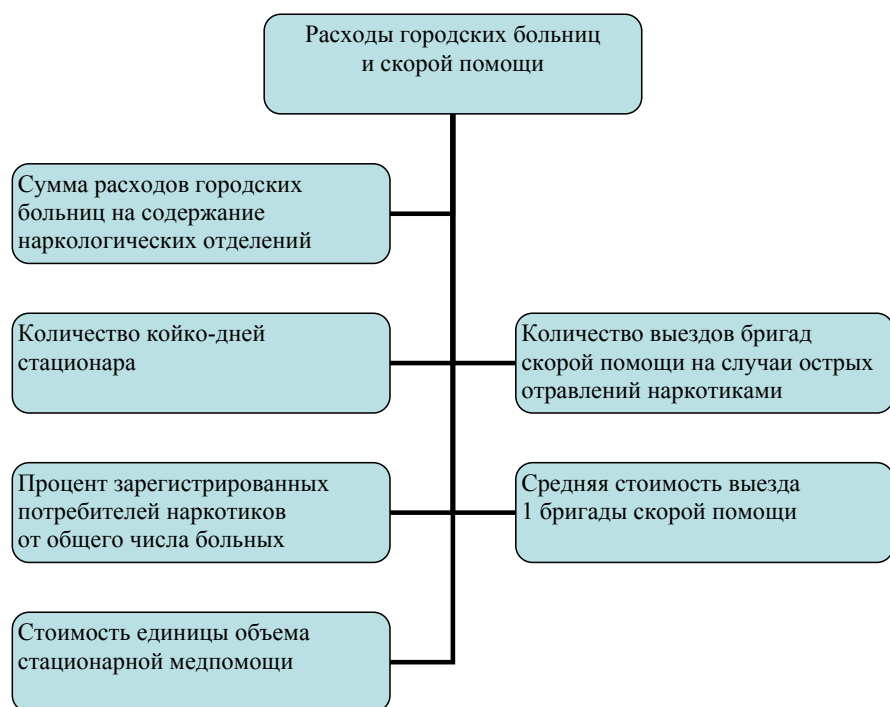 Расходы городских больниц
и скорой помощи
Сумма расходов городских
больниц на содержание
наркологических отделений
Количество койко-дней
стационара
Количество выездов бригад
скорой помощи на случаи острых
отравлений наркотиками
Процент зарегистрированных
потребителей наркотиков
от общего числа больных
Средняя стоимость выезда
1 бригады скорой помощи
Стоимость единицы объема
стационарной медпомощи